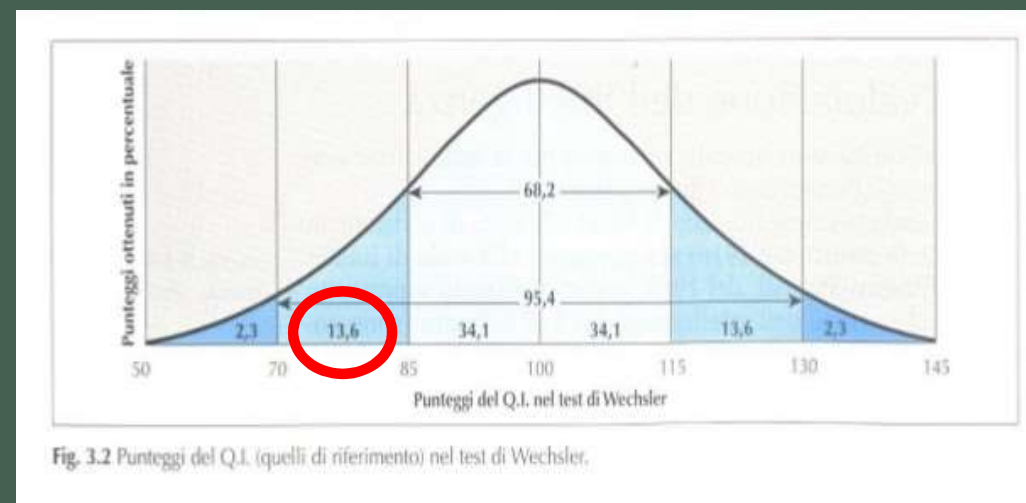 Punteggi ottenuti in percentuale
68,2
95,4
2,3 13,6 34,1 34,1 13,6 2,3
50 70 85 100 115 130 145
Punteggi del Q.I. nel test di Wechsler
Fig. 3.2 Punteggi del Q.I. (quelli di riferimento) nel test di Wechsler.